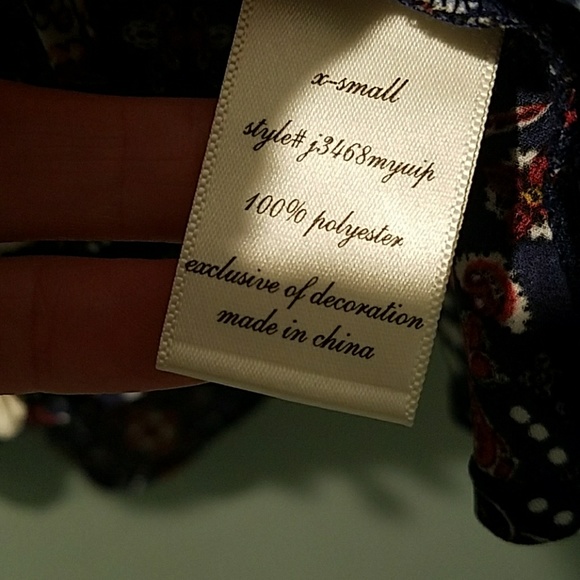 x-small
style# j3468myuip
100% polyester
exclusive of decoration
made in china